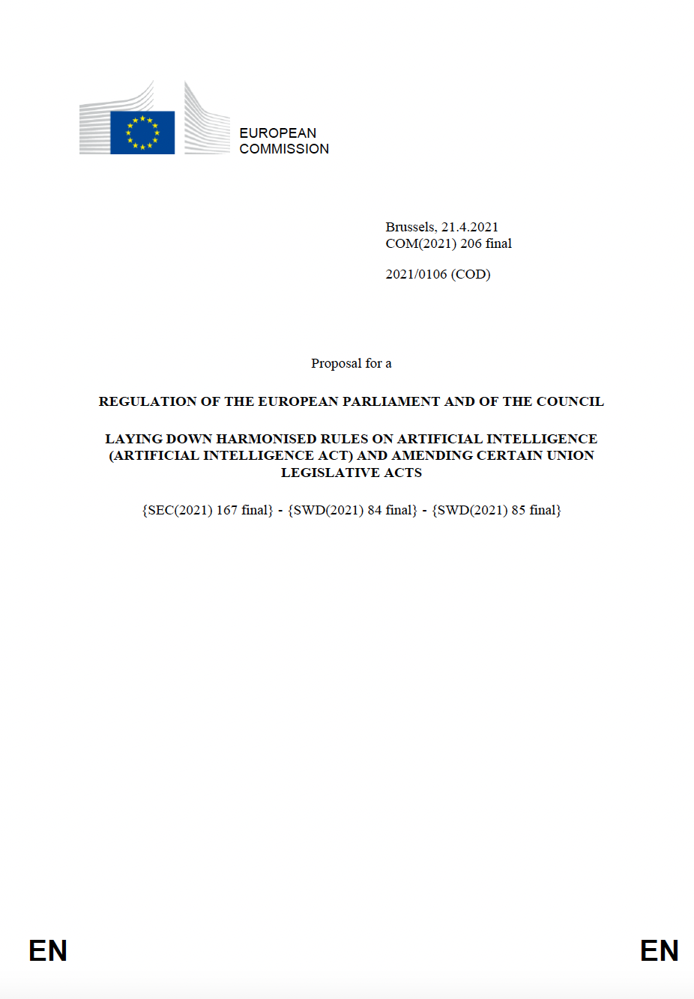 EUROPEAN
COMMISSION
Brussels, 21.4.2021
COM(2021) 206 final
2021/0106 (COD)
Proposal for a
REGULATION OF THE EUROPEAN PARLIAMENT AND OF THE COUNCIL
LAYING DOWN HARMONISED RULES ON ARTIFICIAL INTELLIGENCE
(ARTIFICIAL INTELLIGENCE ACT) AND AMENDING CERTAIN UNION
LEGISLATIVE ACTS
{SEC(2021) 167 final} - {SWD(2021) 84 final} - {SWD(2021) 85 final}
EN EN